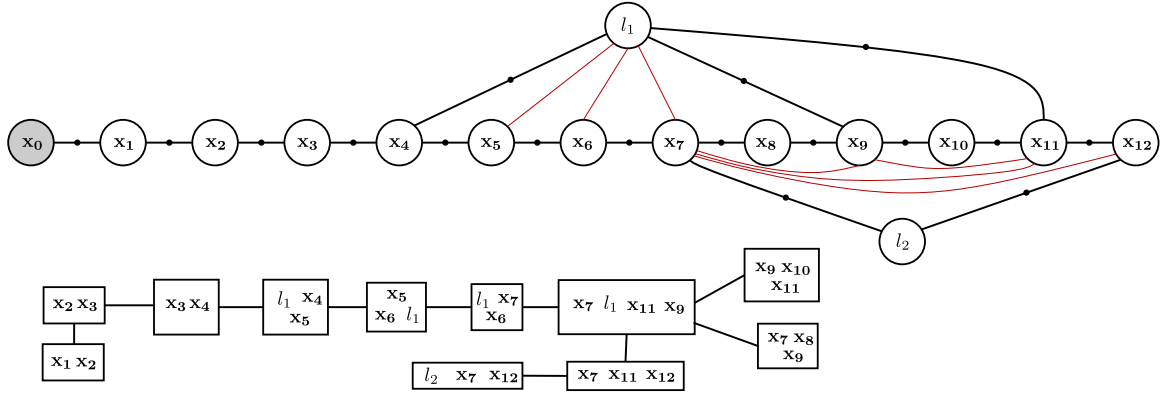 l₁
x₀ x₁ x₂ x₃ x₄ x₅ x₆ x₇ x₈ x₉ x₁₀ x₁₁ x₁₂
l₂
x₂ x₃
x₁ x₂
x₃ x₄
l₁ x₄
x₅
x₅
x₆ l₁
l₁ x₇
x₆
x₇ l₁ x₁₁ x₉
x₉ x₁₀
x₁₁
x₇ x₈
x₉
l₂ x₇ x₁₂
x₇ x₁₁ x₁₂